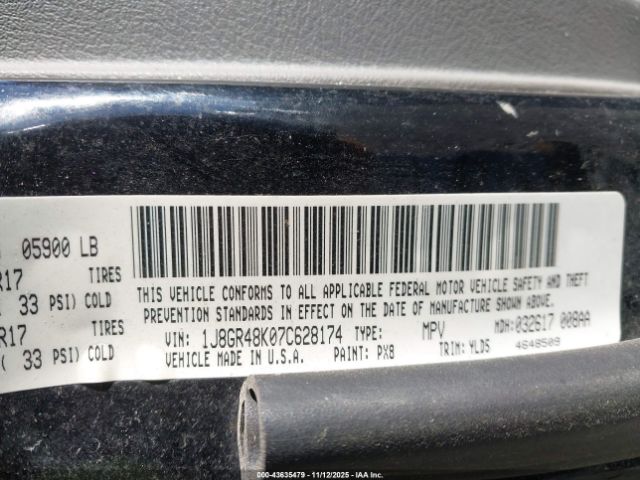 05900 LB
R17 TIRES
33 PSI) COLD
R17 TIRES
( 33 PSI) COLD
THIS VEHICLE CONFORMS TO ALL APPLICABLE FEDERAL MOTOR VEHICLE SAFETY AND THEFT
PREVENTION STANDARDS IN EFFECT ON THE DATE OF MANUFACTURE SHOWN ABOVE.
VIN: 1J8GR48K07C628174 TYPE: MPV MDH:032617 008AA
VEHICLE MADE IN U.S.A. PAINT: PX8 TRIM: YLDS 4648509
000-43635479 - 11/12/2025 - IAA Inc.